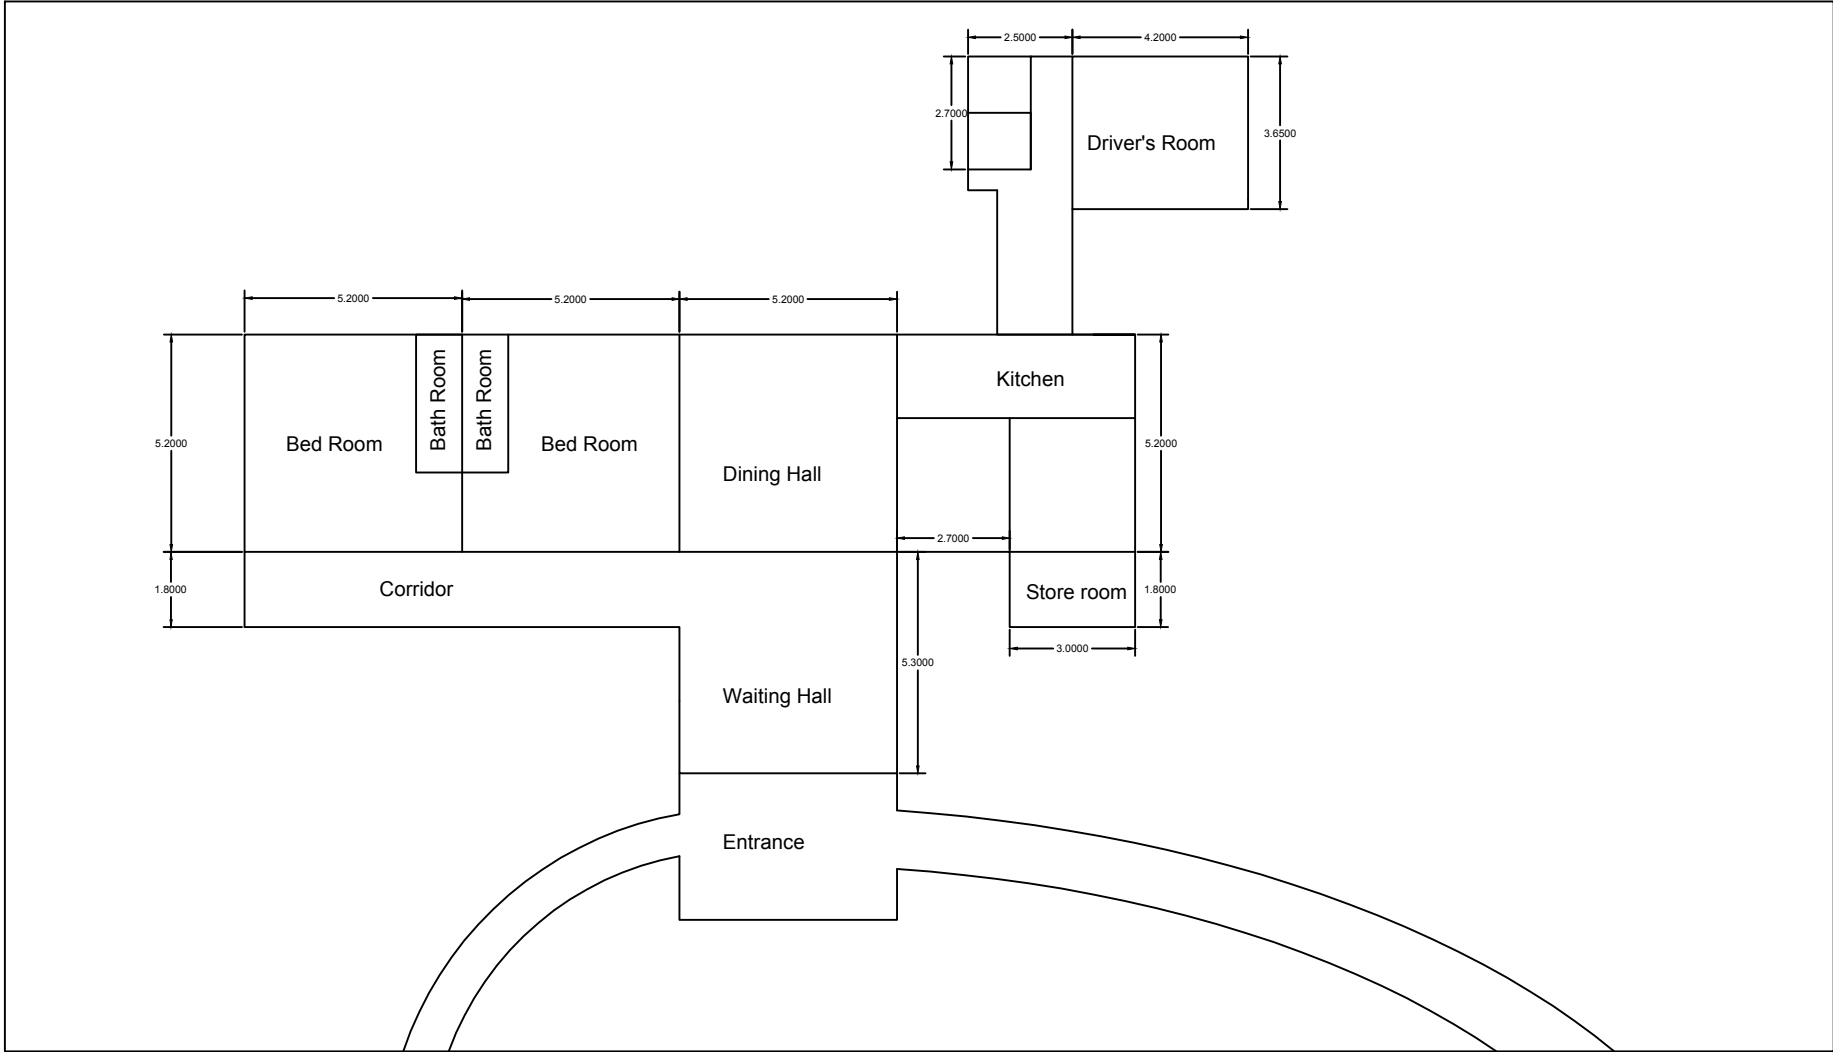 2.5000
4.2000
2.7000
Driver's Room
3.6500
5.2000
5.2000
5.2000
Bath Room
Bath Room
Kitchen
5.2000
Bed Room
Bed Room
Dining Hall
5.2000
2.7000
1.8000
Corridor
Store room
1.8000
3.0000
5.3000
Waiting Hall
Entrance